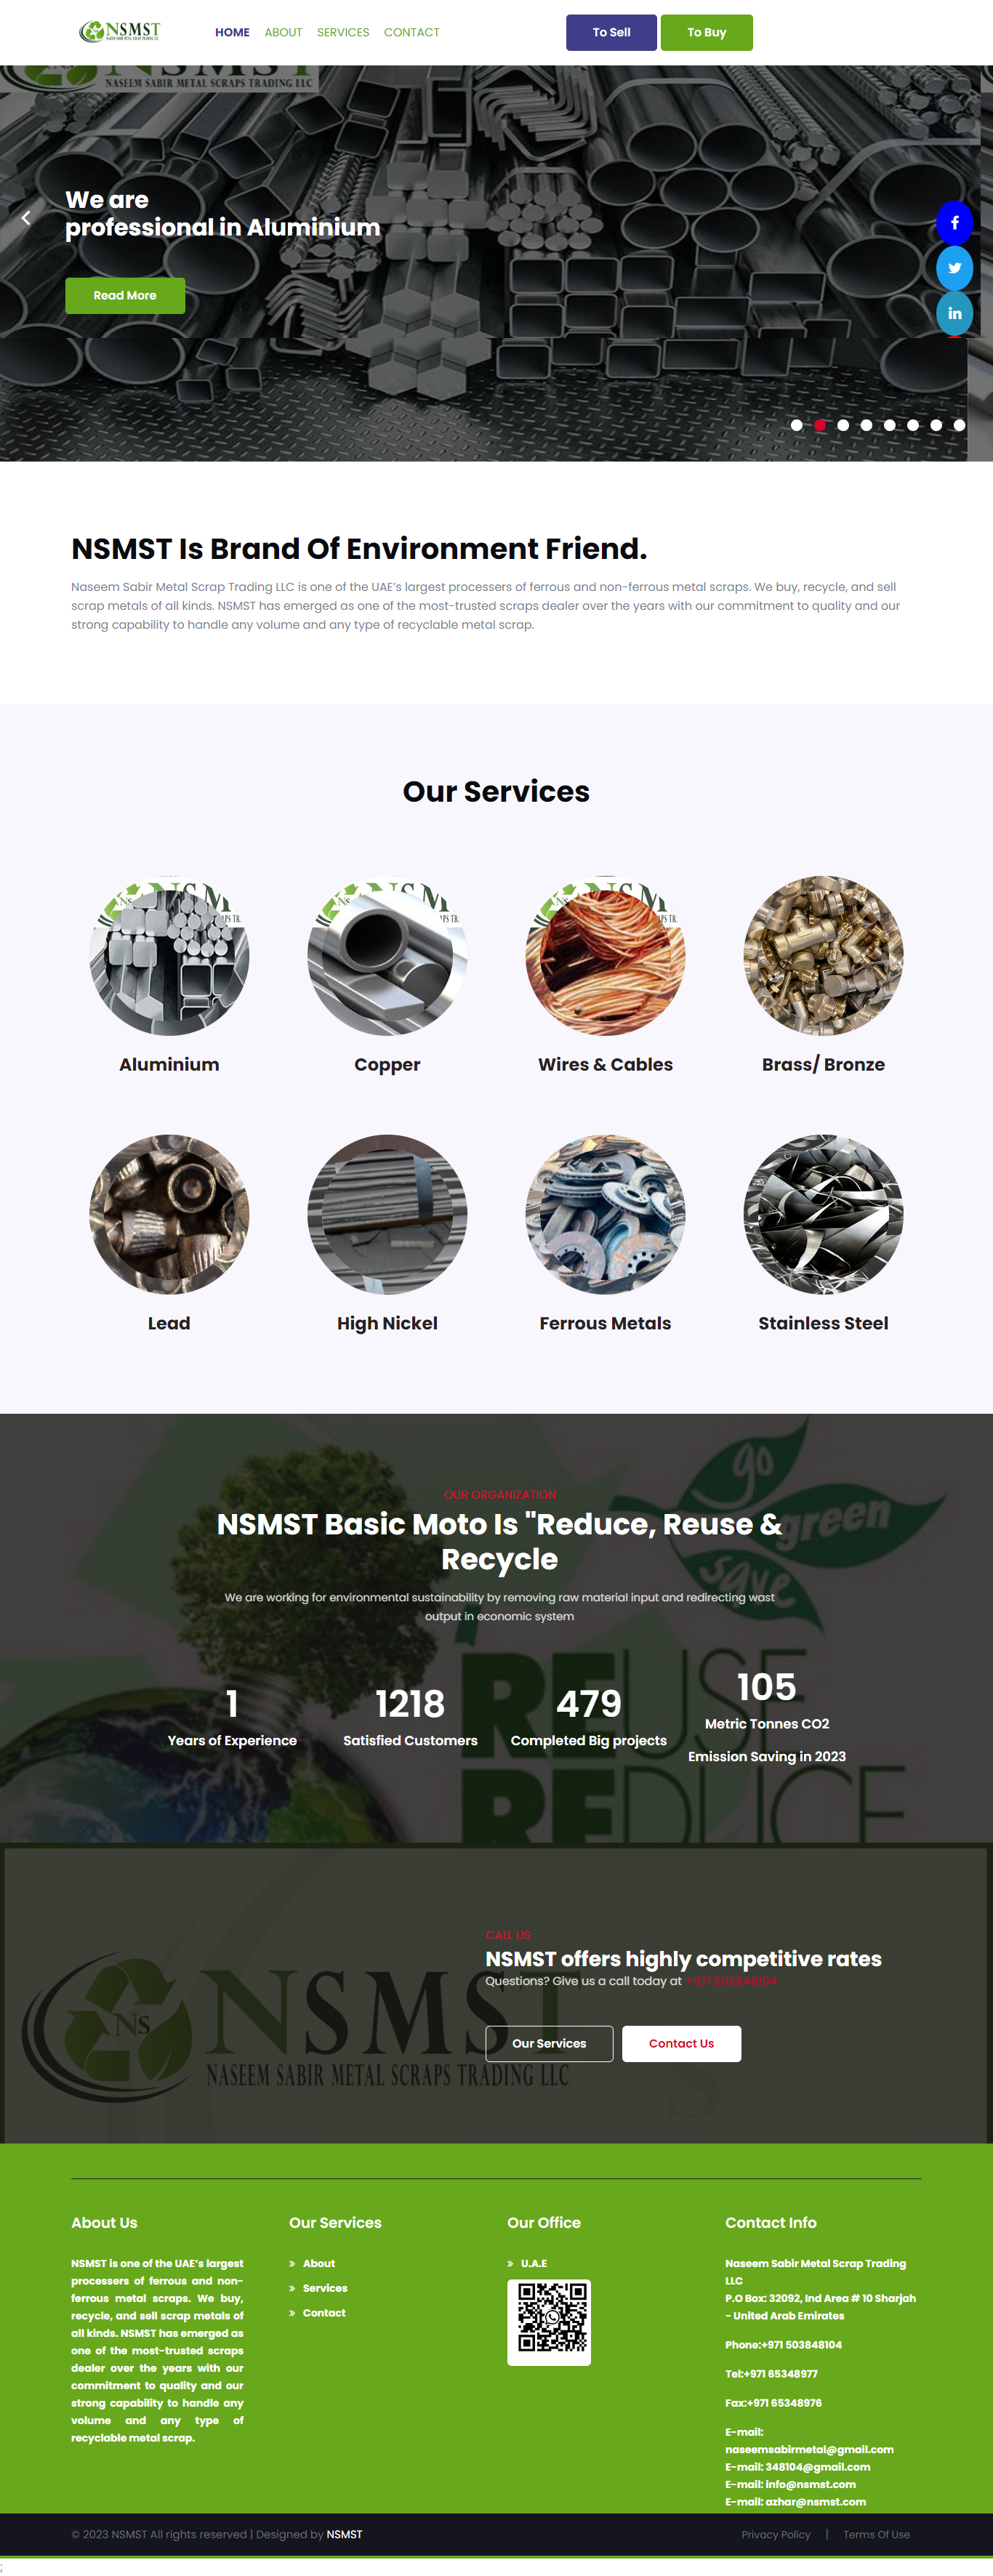 NSMST
NASEEM SABIR METAL SCRAPS TRADING LLC
HOME ABOUT SERVICES CONTACT
To Sell To Buy
NASEEM SABIR METAL SCRAPS TRADING LLC
We are
professional in Aluminium
Read More
NSMST Is Brand Of Environment Friend.
Naseem Sabir Metal Scrap Trading LLC is one of the UAE's largest processers of ferrous and non-ferrous metal scraps. We buy, recycle, and sell
scrap metals of all kinds. NSMST has emerged as one of the most-trusted scraps dealer over the years with our commitment to quality and our
strong capability to handle any volume and any type of recyclable metal scrap.
Our Services
Aluminium
Copper
Wires & Cables
Brass/ Bronze
Lead
High Nickel
Ferrous Metals
Stainless Steel
go
green
save
OUR ORGANIZATION
NSMST Basic Moto Is "Reduce, Reuse &
Recycle
We are working for environmental sustainability by removing raw material input and redirecting wast
output in economic system
REUSE
REDUCE
1
Years of Experience
1218
Satisfied Customers
479
Completed Big projects
105
Metric Tonnes CO2
Emission Saving in 2023
CALL US
NSMST offers highly competitive rates
Questions? Give us a call today at +971 503848104
Our Services Contact Us
NS
NSMST
NASEEM SABIR METAL SCRAPS TRADING LLC
About Us
NSMST is one of the UAE's largest
processers of ferrous and non-
ferrous metal scraps. We buy,
recycle, and sell scrap metals of
all kinds. NSMST has emerged as
one of the most-trusted scraps
dealer over the years with our
commitment to quality and our
strong capability to handle any
volume and any type of
recyclable metal scrap.
Our Services
» About
» Services
» Contact
Our Office
» U.A.E
Contact Info
Naseem Sabir Metal Scrap Trading
LLC
P.O Box: 32092, Ind Area # 10 Sharjah
- United Arab Emirates
Phone:+971 503848104
Tel:+971 65348977
Fax:+971 65348976
E-mail:
naseemsabirmetal@gmail.com
E-mail: 348104@gmail.com
E-mail: info@nsmst.com
E-mail: azhar@nsmst.com
© 2023 NSMST All rights reserved | Designed by NSMST
Privacy Policy | Terms Of Use
;